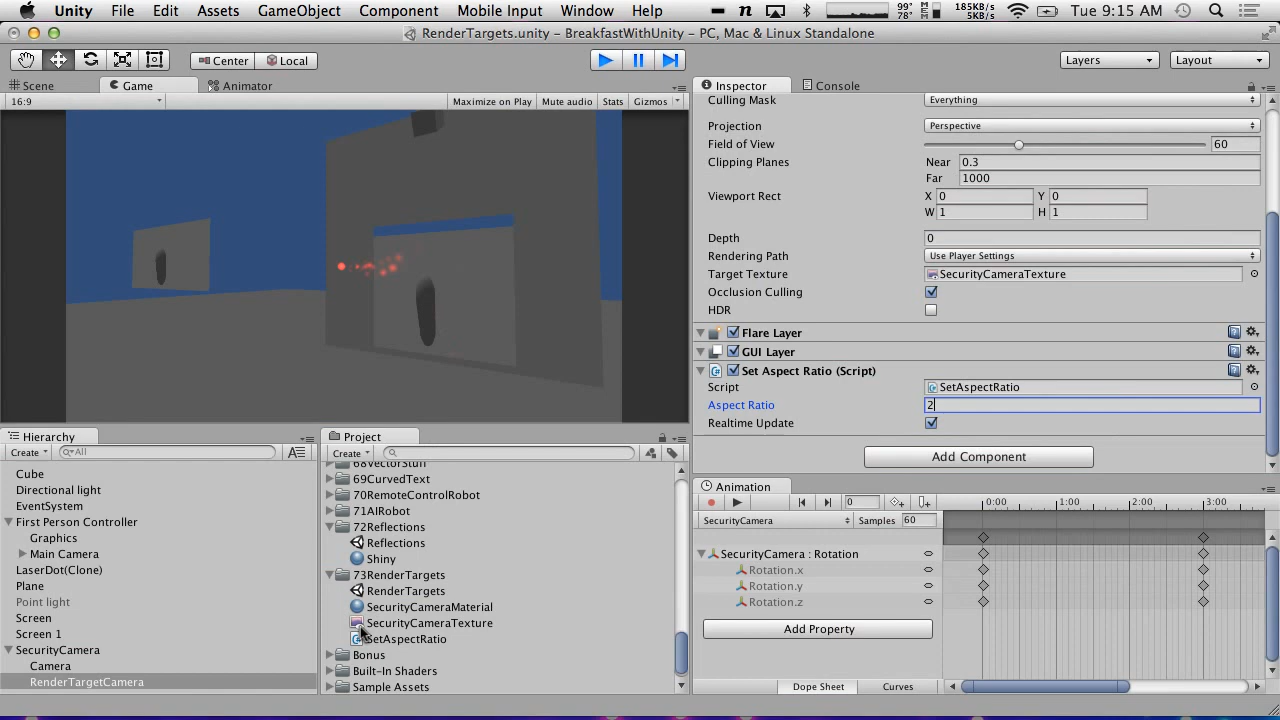 Unity File Edit Assets GameObject Component Mobile Input Window Help 99° 78° MEM 185KB/S 5KB/S Tue 9:15 AM
RenderTargets.unity - BreakfastWithUnity - PC, Mac & Linux Standalone
Center Local Layers Layout
Scene Game Animator Inspector Console
16:9 Maximize on Play Mute audio Stats Gizmos
Culling Mask Everything
Projection Perspective
Field of View 60
Clipping Planes Near 0.3
Far 1000
Viewport Rect X 0 Y 0
W 1 H 1
Depth 0
Rendering Path Use Player Settings
Target Texture SecurityCameraTexture
Occlusion Culling
HDR
Flare Layer
GUI Layer
Set Aspect Ratio (Script)
Script SetAspectRatio
Aspect Ratio 2
Realtime Update
Add Component
Hierarchy
Create All
Cube
Directional light
EventSystem
First Person Controller
Graphics
Main Camera
LaserDot(Clone)
Plane
Point light
Screen
Screen 1
SecurityCamera
Camera
RenderTargetCamera
Project
Create
68VectorStuff
69CurvedText
70RemoteControlRobot
71AIRobot
72Reflections
Reflections
Shiny
73RenderTargets
RenderTargets
SecurityCameraMaterial
SecurityCameraTexture
SetAspectRatio
Bonus
Built-In Shaders
Sample Assets
Animation
0 0:00 1:00 2:00 3:00
SecurityCamera Samples 60
SecurityCamera : Rotation
Rotation.x
Rotation.y
Rotation.z
Add Property
Dope Sheet Curves